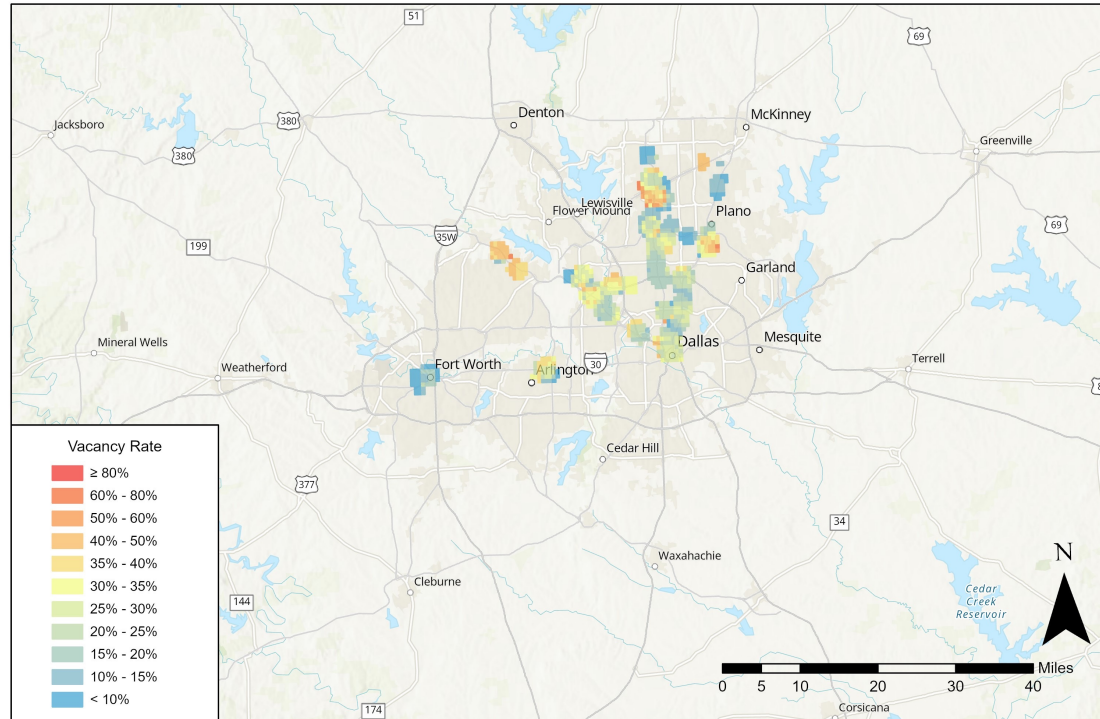 51
69
Denton
McKinney
Jacksboro
380
380
Greenville
Lewisville
Flower Mound
Plano
69
35W
199
Garland
Dallas
Mineral Wells
Mesquite
Weatherford
Fort Worth
30
Arlington
Terrell
8
Cedar Hill
Vacancy Rate
≥ 80%
60% - 80%
50% - 60%
40% - 50%
35% - 40%
30% - 35%
25% - 30%
20% - 25%
15% - 20%
10% - 15%
< 10%
377
34
Waxahachie
N
Cleburne
Cedar
Creek
Reservoir
144
Miles
0 5 10 20 30 40
174
Corsicana